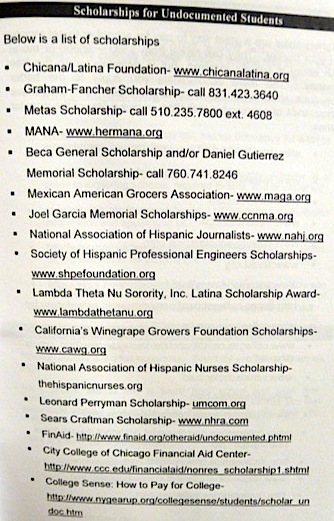 Scholarships for Undocumented Students
Below is a list of scholarships
▪ Chicana/Latina Foundation- www.chicanalatina.org
▪ Graham-Fancher Scholarship- call 831.423.3640
▪ Metas Scholarship- call 510.235.7800 ext. 4608
▪ MANA- www.hermana.org
▪ Beca General Scholarship and/or Daniel Gutierrez
Memorial Scholarship- call 760.741.8246
▪ Mexican American Grocers Association- www.maga.org
▪ Joel Garcia Memorial Scholarships- www.ccnma.org
▪ National Association of Hispanic Journalists- www.nahj.org
▪ Society of Hispanic Professional Engineers Scholarships-
www.shpefoundation.org
▪ Lambda Theta Nu Sorority, Inc. Latina Scholarship Award-
www.lambdathetanu.org
▪ California's Winegrape Growers Foundation Scholarships-
www.cawg.org
▪ National Association of Hispanic Nurses Scholarship-
thehispanicnurses.org
▪ Leonard Perryman Scholarship- umcom.org
▪ Sears Craftman Scholarship- www.nhra.com
▪ FinAid- http://www.finaid.org/otheraid/undocumented.phtml
▪ City College of Chicago Financial Aid Center-
http://www.ccc.edu/financialaid/nonres_scholarship1.shtml
▪ College Sense: How to Pay for College-
http://www.nygearup.org/collegesense/students/scholar_un
doc.htm